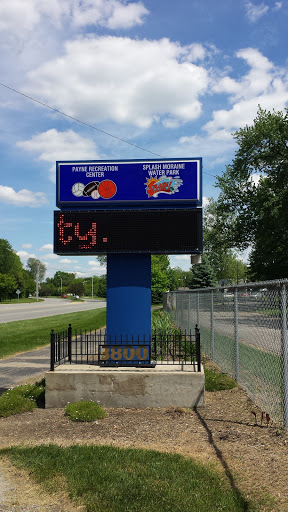 PAYNE RECREATION
CENTER
SPLASH MORAINE
WATER PARK
ty.
3800